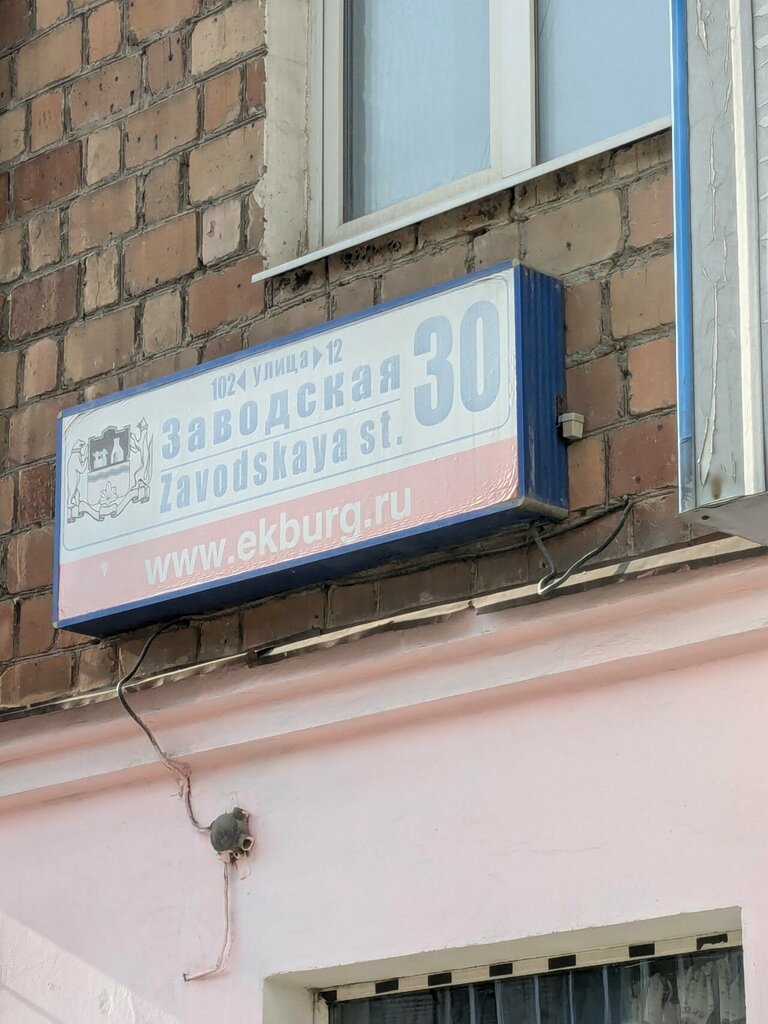 102◀ улица ▶12
Заводская 30
Zavodskaya st.
www.ekburg.ru